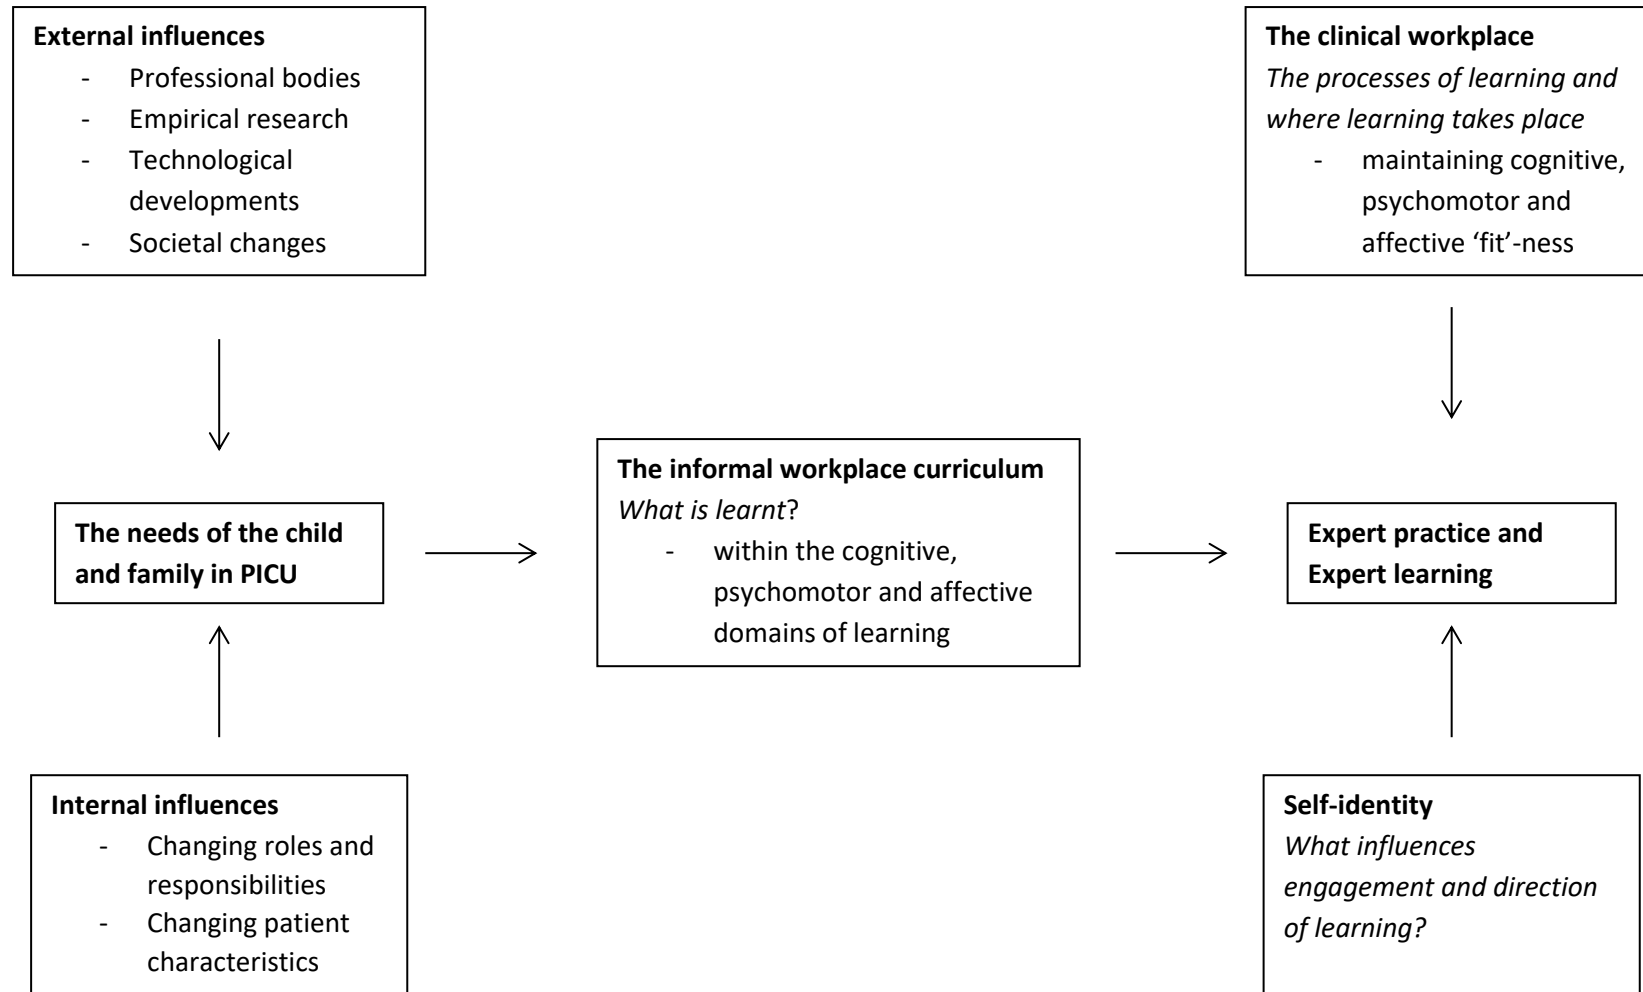 External influences
- Professional bodies
- Empirical research
- Technological
developments
- Societal changes
The clinical workplace
The processes of learning and
where learning takes place
- maintaining cognitive,
psychomotor and
affective ‘fit’-ness
The needs of the child
and family in PICU
The informal workplace curriculum
What is learnt?
- within the cognitive,
psychomotor and affective
domains of learning
Expert practice and
Expert learning
Internal influences
- Changing roles and
responsibilities
- Changing patient
characteristics
Self-identity
What influences
engagement and direction
of learning?